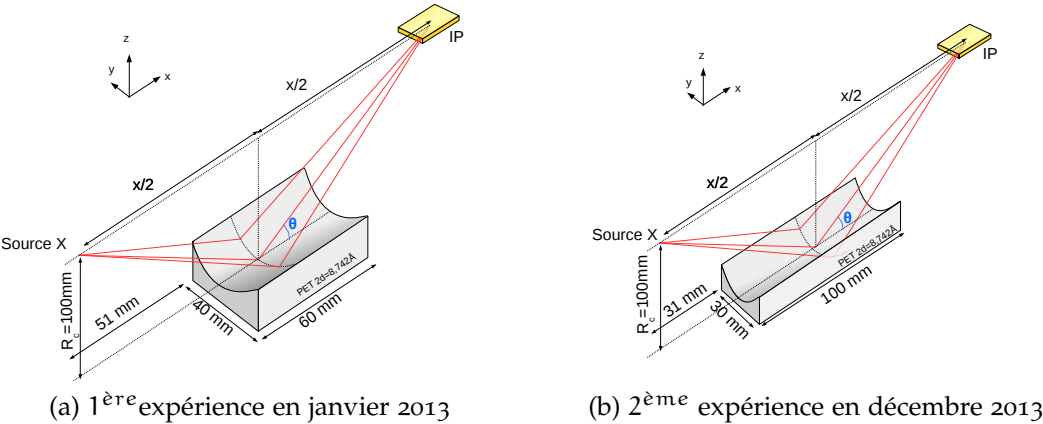 IP
z
y
x
x/2
x/2
θ
Source X
PET 2d=8,742Å
R_c=100mm
51 mm
40 mm
60 mm
(a) 1ère expérience en janvier 2013
IP
z
y
x
x/2
x/2
θ
Source X
PET 2d=8,742Å
R_c=100mm
31 mm
30 mm
100 mm
(b) 2ème expérience en décembre 2013